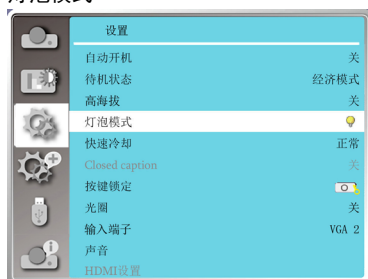 灯泡模式
设置
自动开机 关
待机状态 经济模式
高海拔 关
灯泡模式
快速冷却 正常
Closed caption 关
按键锁定
光圈 关
输入端子 VGA 2
声音
HDMI设置